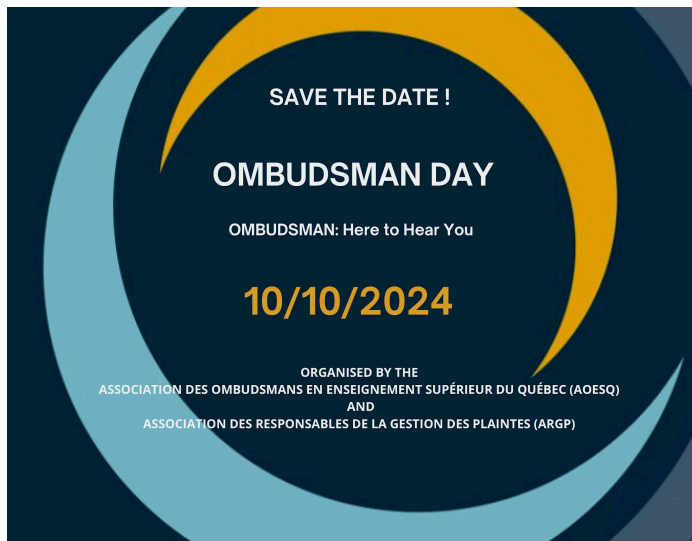 SAVE THE DATE !
OMBUDSMAN DAY
OMBUDSMAN: Here to Hear You
10/10/2024
ORGANISED BY THE
ASSOCIATION DES OMBUDSMANS EN ENSEIGNEMENT SUPÉRIEUR DU QUÉBEC (AOESQ)
AND
ASSOCIATION DES RESPONSABLES DE LA GESTION DES PLAINTES (ARGP)